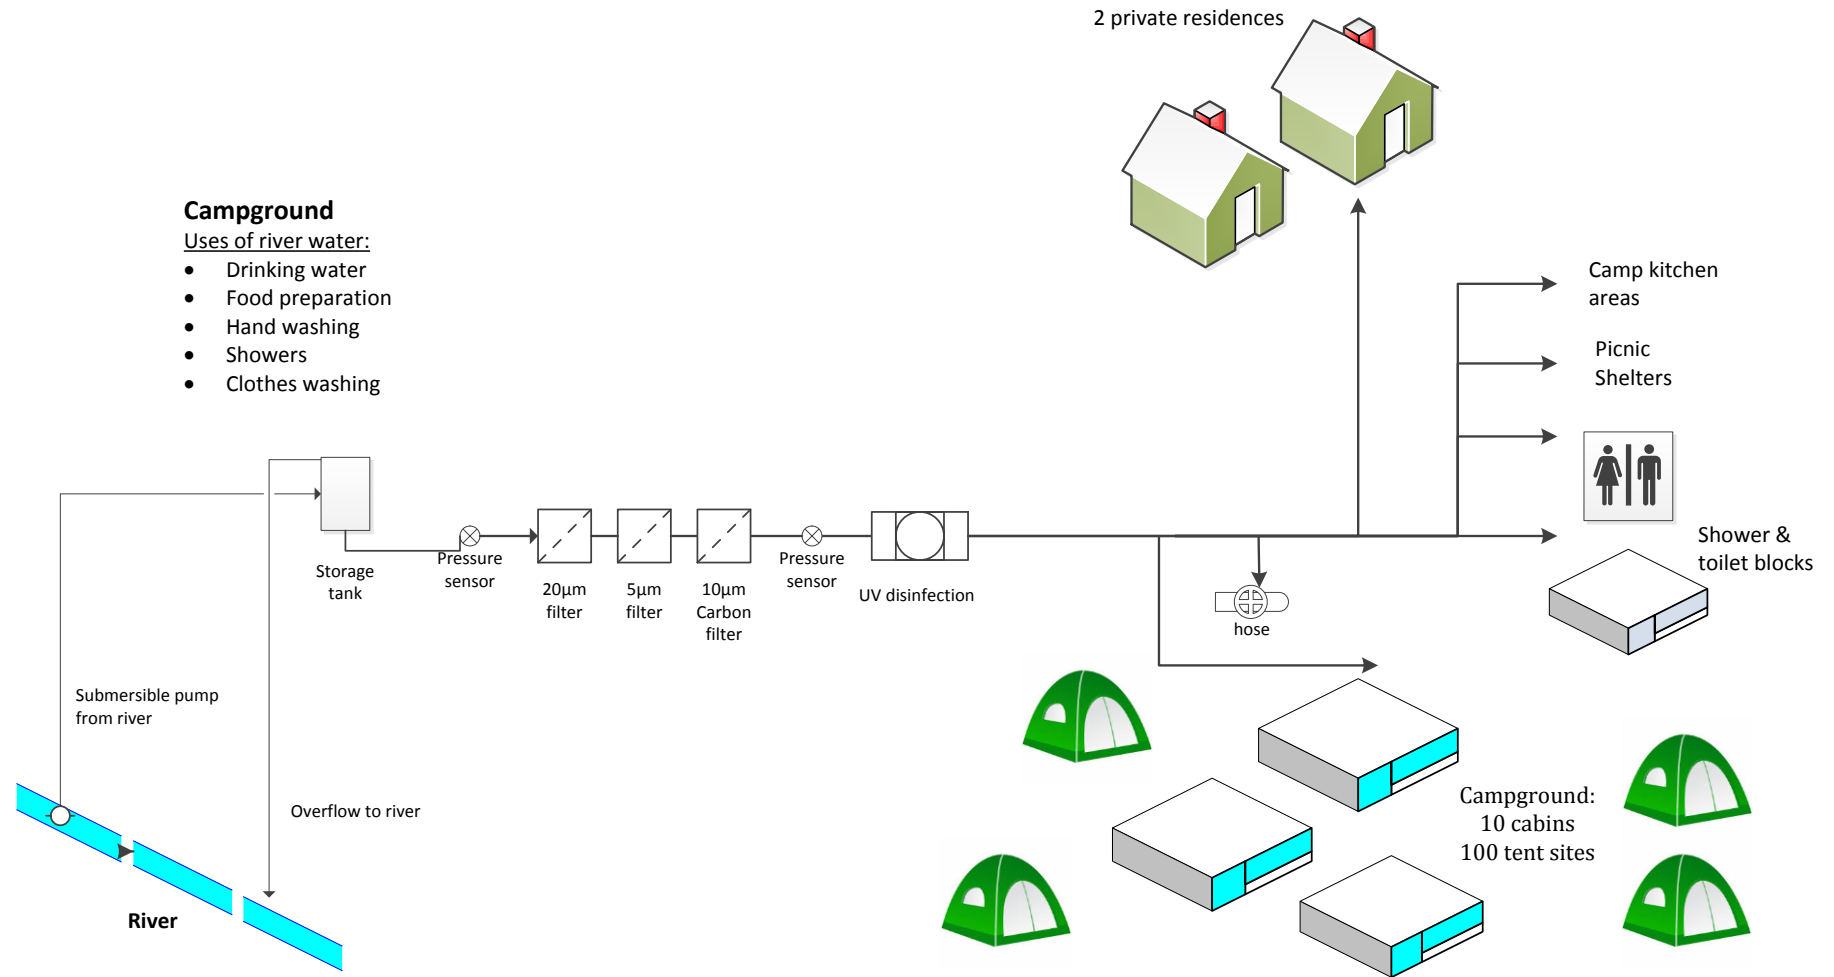 2 private residences
Campground
Uses of river water:
• Drinking water
• Food preparation
• Hand washing
• Showers
• Clothes washing
Camp kitchen
areas
Picnic
Shelters
Shower &
toilet blocks
Storage
tank
Pressure
sensor
20µm
filter
5µm
filter
10µm
Carbon
filter
Pressure
sensor
UV disinfection
hose
Submersible pump
from river
Overflow to river
River
Campground:
10 cabins
100 tent sites